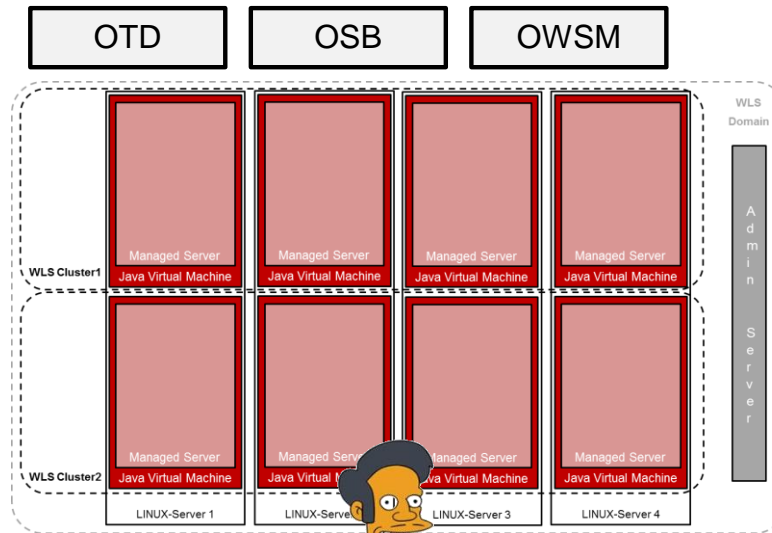 OTD
OSB
OWSM
WLS
Domain
Managed Server
Managed Server
Managed Server
Managed Server
WLS Cluster1
Java Virtual Machine
Java Virtual Machine
Java Virtual Machine
Java Virtual Machine
Admin Server
Managed Server
Managed Server
Managed Server
Managed Server
WLS Cluster2
Java Virtual Machine
Java Virtual Machine
Java Virtual Machine
LINUX-Server 1
LINUX-Server 3
LINUX-Server 4